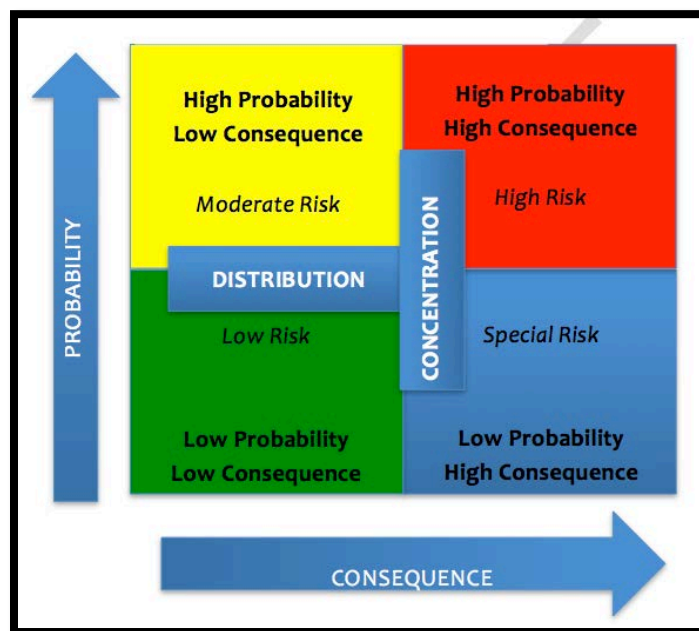 High Probability
Low Consequence
Moderate Risk
High Probability
High Consequence
High Risk
PROBABILITY
DISTRIBUTION
CONCENTRATION
Low Risk
Low Probability
Low Consequence
Special Risk
Low Probability
High Consequence
CONSEQUENCE